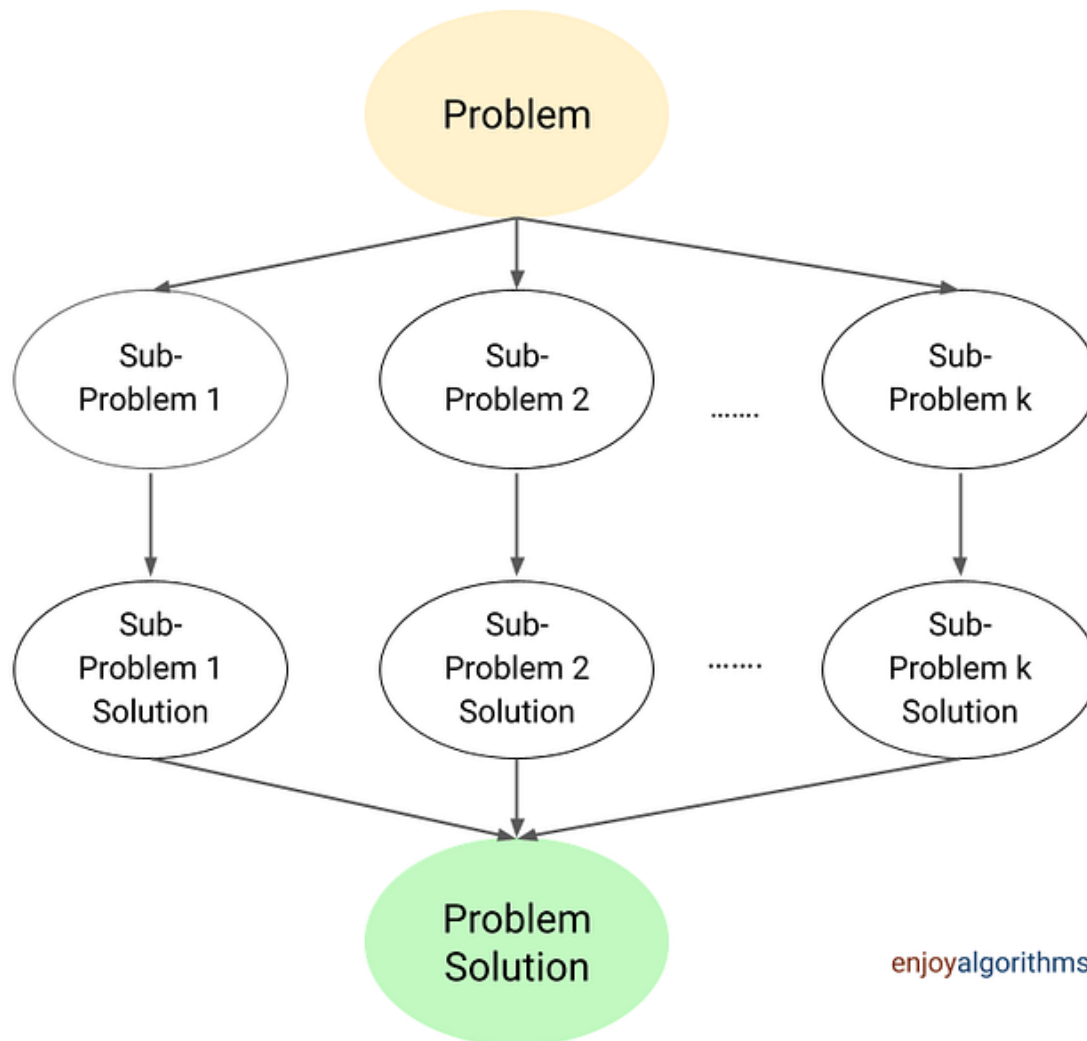 Problem
Sub-
Problem 1
Sub-
Problem 2
.......
Sub-
Problem k
Sub-
Problem 1
Solution
Sub-
Problem 2
Solution
.......
Sub-
Problem k
Solution
Problem
Solution
enjoyalgorithms